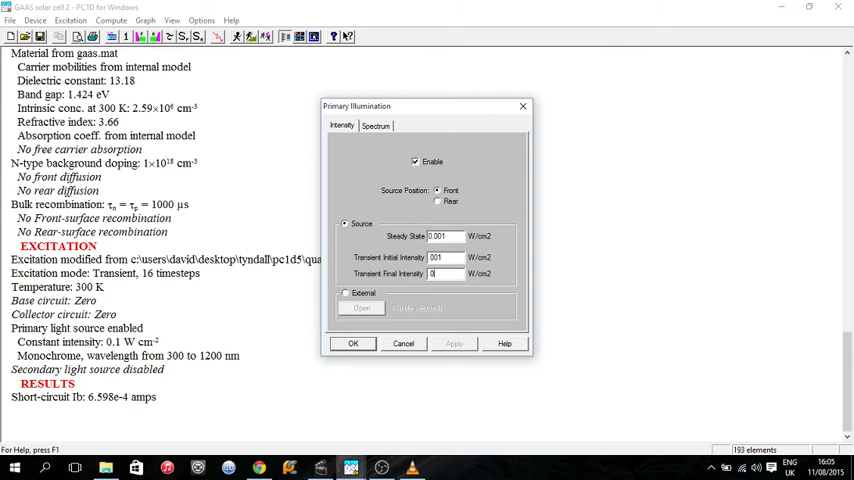 GAAS solar cell 2 - PC1D for Windows
File Device Excitation Compute Graph View Options Help
Material from gaas.mat
Carrier mobilities from internal model
Dielectric constant: 13.18
Band gap: 1.424 eV
Intrinsic conc. at 300 K: 2.59×10⁶ cm⁻³
Refractive index: 3.66
Absorption coeff. from internal model
No free carrier absorption
N-type background doping: 1×10¹⁸ cm⁻³
No front diffusion
No rear diffusion
Bulk recombination: τn = τp = 1000 µs
No Front-surface recombination
No Rear-surface recombination
EXCITATION
Excitation modified from c:\users\david\desktop\tyndall\pc1d5\qua
Excitation mode: Transient, 16 timesteps
Temperature: 300 K
Base circuit: Zero
Collector circuit: Zero
Primary light source enabled
Constant intensity: 0.1 W cm⁻²
Monochrome, wavelength from 300 to 1200 nm
Secondary light source disabled
RESULTS
Short-circuit Ib: 6.598e-4 amps
Primary Illumination
Intensity Spectrum
Enable
Source Position: Front
Rear
Source
Steady State 0.001 W/cm2
Transient Initial Intensity .001 W/cm2
Transient Final Intensity .0 W/cm2
External
Open (No file selected)
OK Cancel Apply Help
For Help, press F1 193 elements
ENG 16:05
UK 11/08/2015